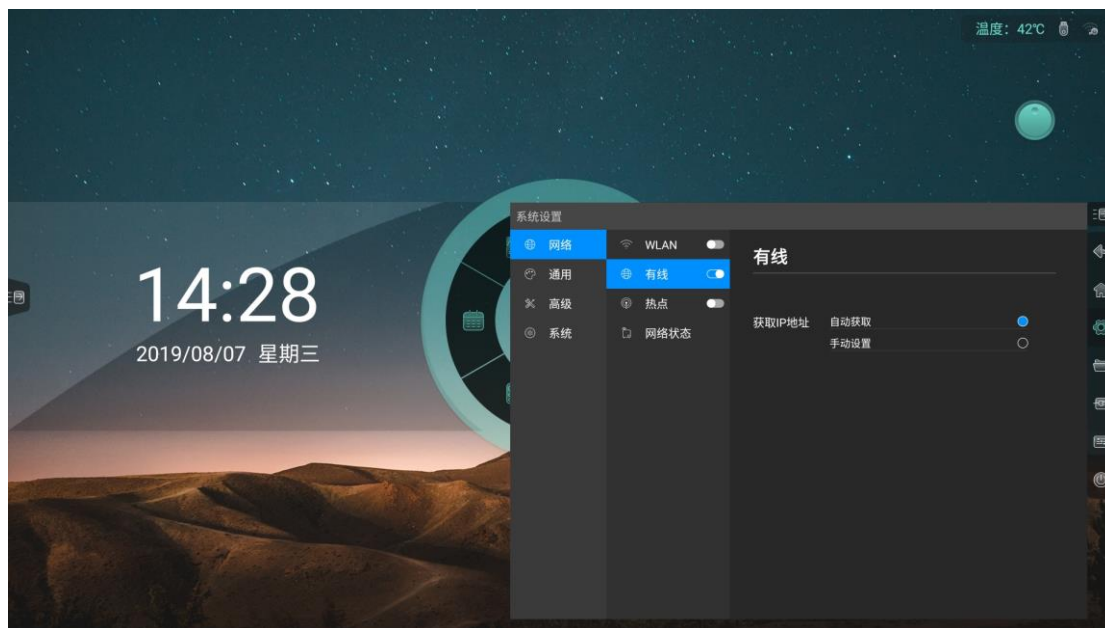 温度：42℃
14:28
2019/08/07 星期三
系统设置
网络
通用
高级
系统
WLAN
有线
热点
网络状态
有线
获取IP地址 自动获取
手动设置